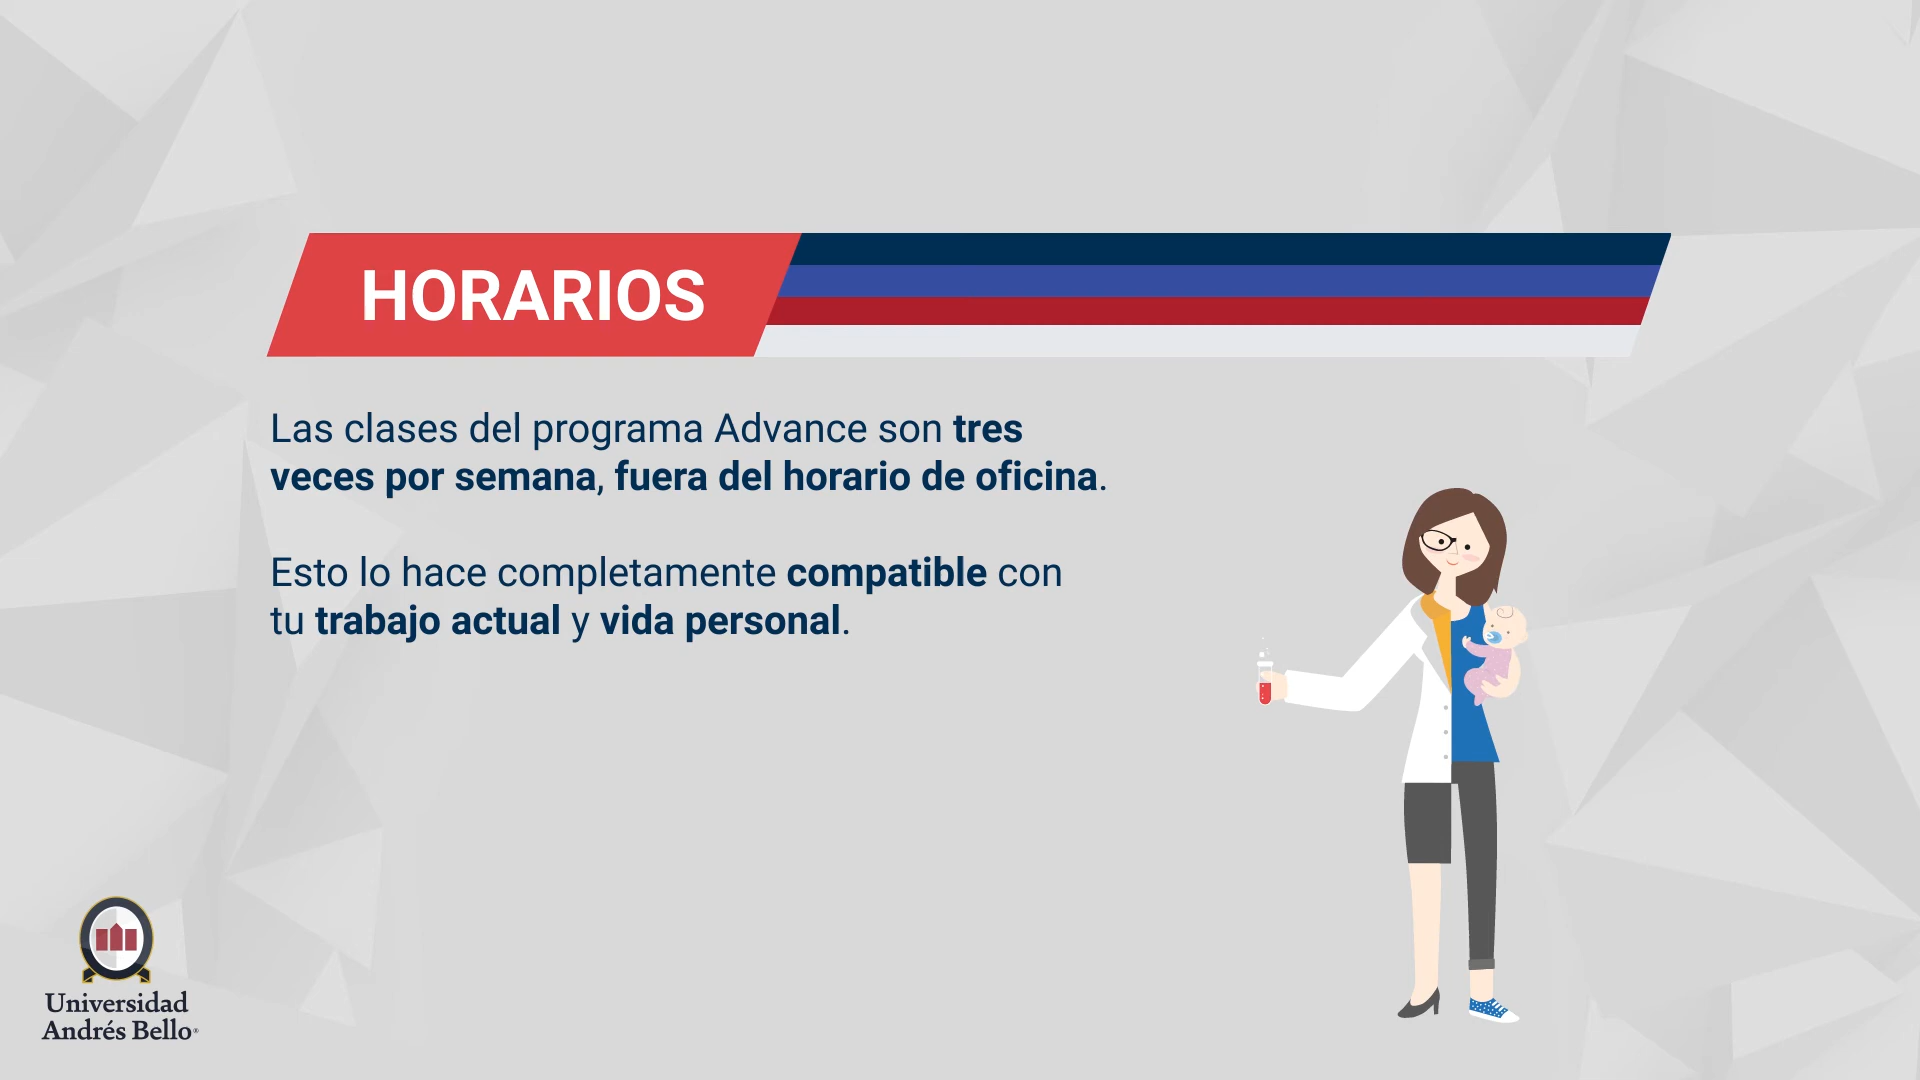 HORARIOS
Las clases del programa Advance son tres
veces por semana, fuera del horario de oficina.
Esto lo hace completamente compatible con
tu trabajo actual y vida personal.
Universidad
Andrés Bello®